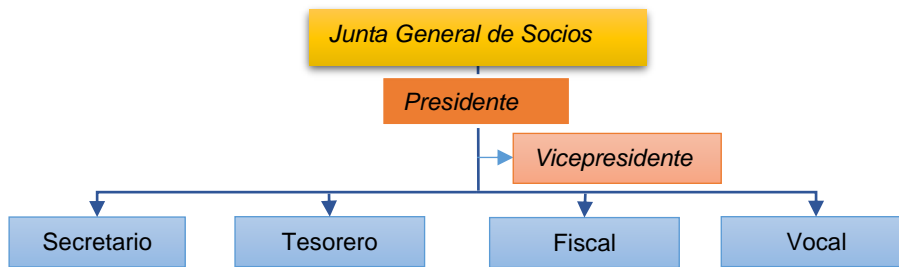 Junta General de Socios
Presidente
Vicepresidente
Secretario
Tesorero
Fiscal
Vocal